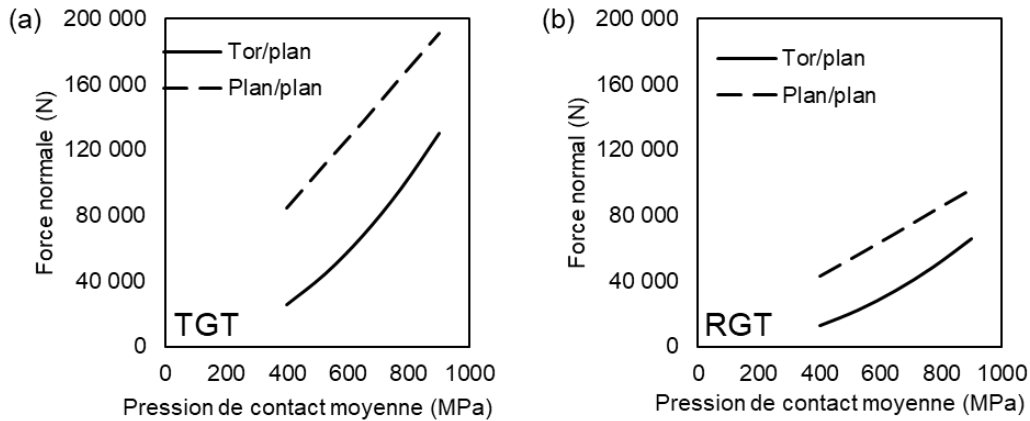 (a)
Force normale (N)
200 000
160 000
120 000
80 000
40 000
0
Tor/plan
Plan/plan
TGT
0 200 400 600 800 1000
Pression de contact moyenne (MPa)
(b)
Force normal (N)
200 000
160 000
120 000
80 000
40 000
0
Tor/plan
Plan/plan
RGT
0 200 400 600 800 1000
Pression de contact moyenne (MPa)